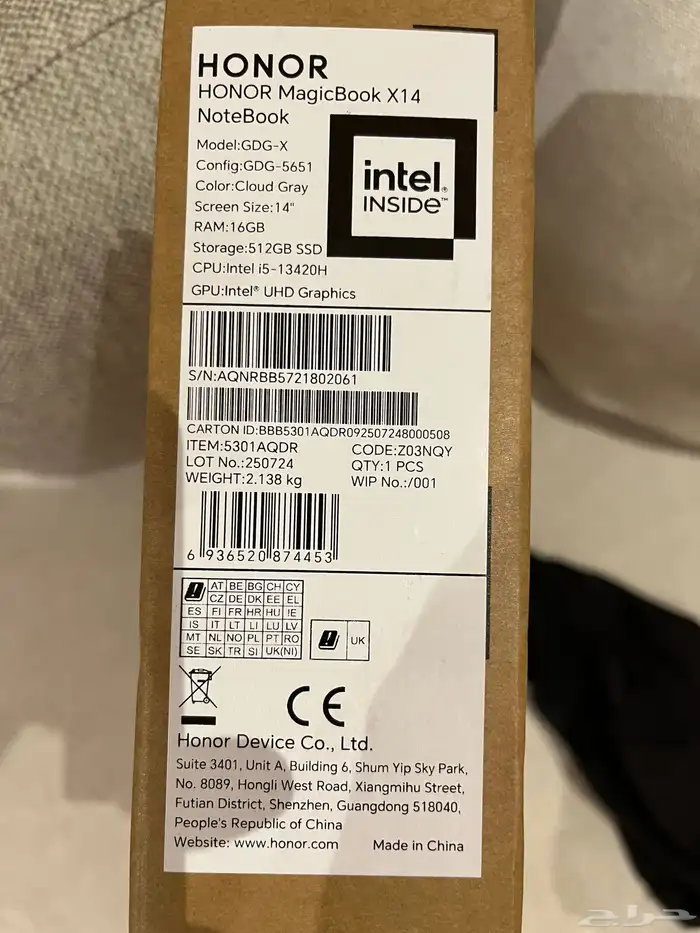 HONOR
HONOR MagicBook X14
NoteBook
Model:GDG-X
Config:GDG-5651
Color:Cloud Gray
Screen Size:14"
RAM:16GB
Storage:512GB SSD
CPU:Intel i5-13420H
GPU:Intel® UHD Graphics
intel.
INSIDE™
S/N:AQNRBB5721802061
CARTON ID:BBB5301AQDR092507248000508
ITEM:5301AQDR CODE:Z03NQY
LOT No.:250724 QTY:1 PCS
WEIGHT:2.138 kg WIP No.:/001
6 936520 874453
AT BE BG CH CY
CZ DE DK EE EL
ES FI FR HR HU IE
IS IT LT LI LU LV
MT NL NO PL PT RO
SE SK TR SI UK(NI)
UK
CE
Honor Device Co., Ltd.
Suite 3401, Unit A, Building 6, Shum Yip Sky Park,
No. 8089, Hongli West Road, Xiangmihu Street,
Futian District, Shenzhen, Guangdong 518040,
People's Republic of China
Website: www.honor.com Made in China
حراج